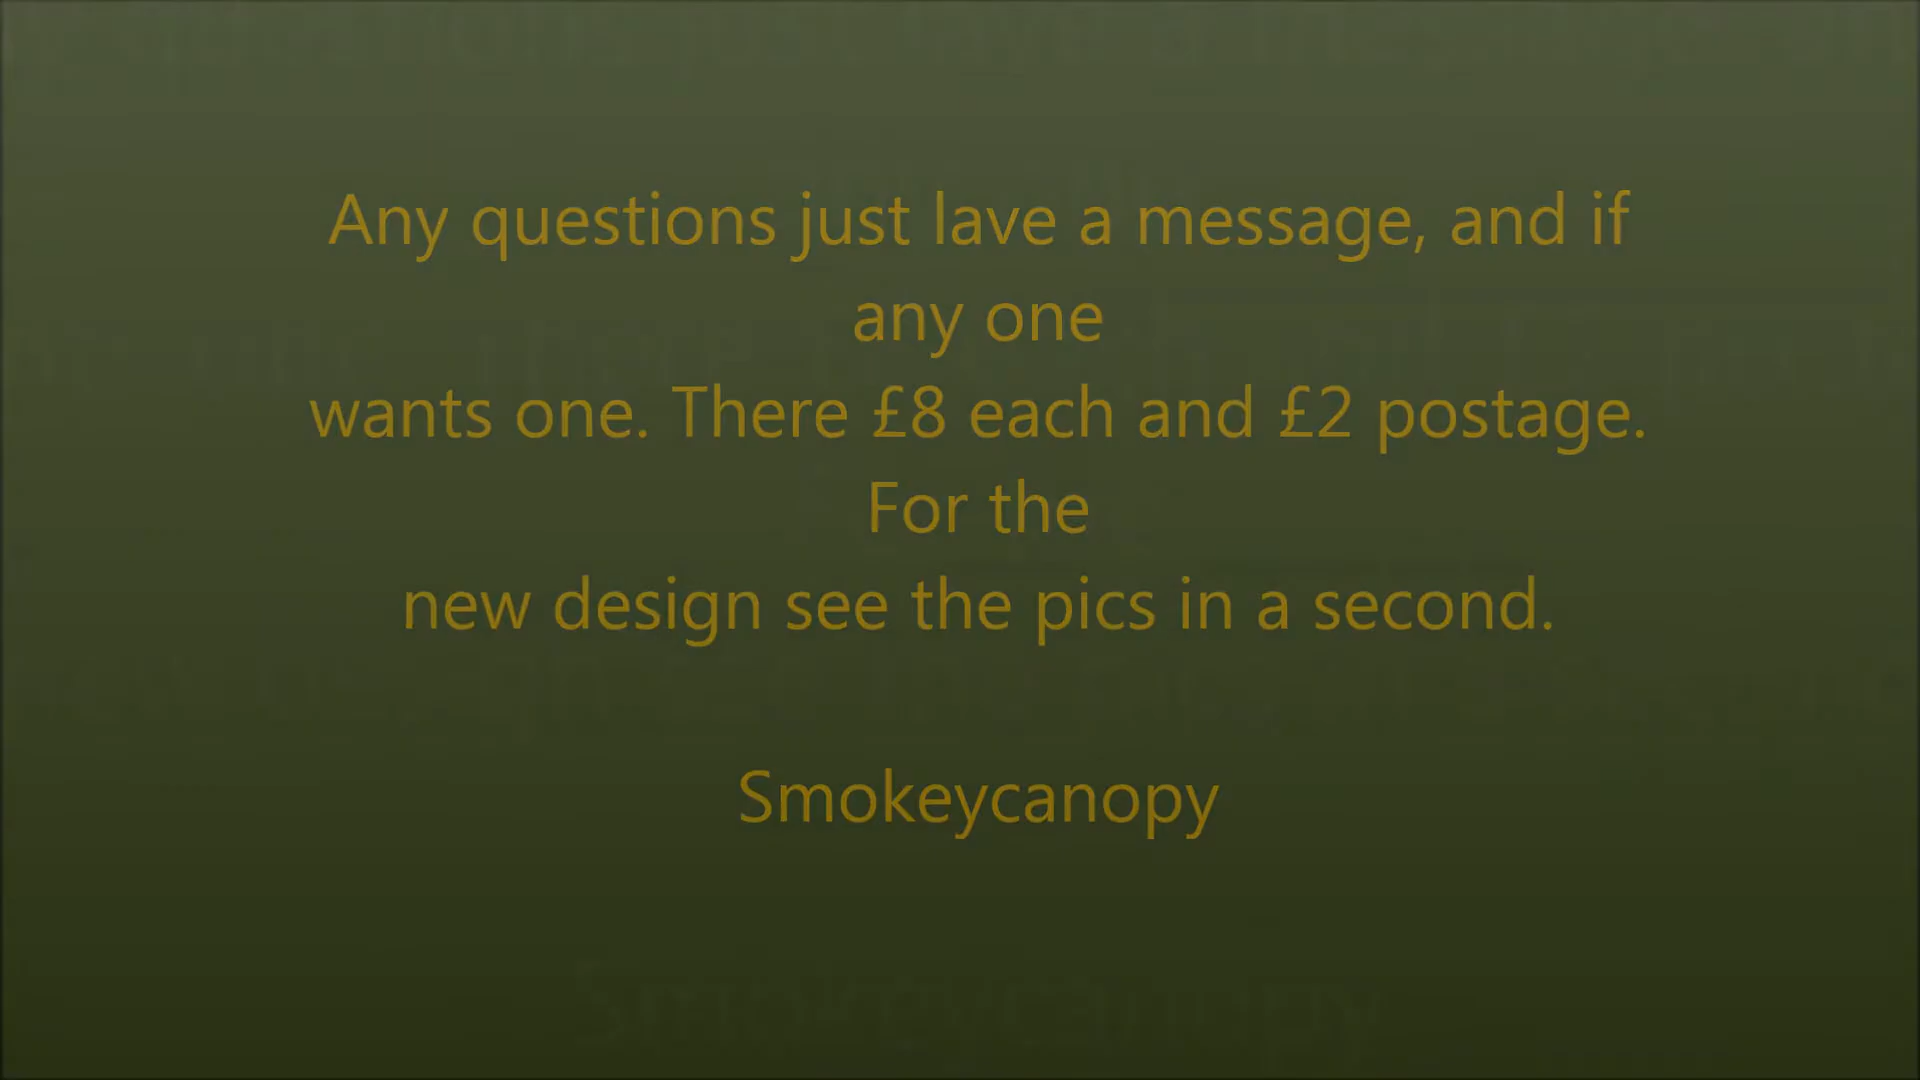 Any questions just lave a message, and if
any one
wants one. There £8 each and £2 postage.
For the
new design see the pics in a second.
Smokeycanopy